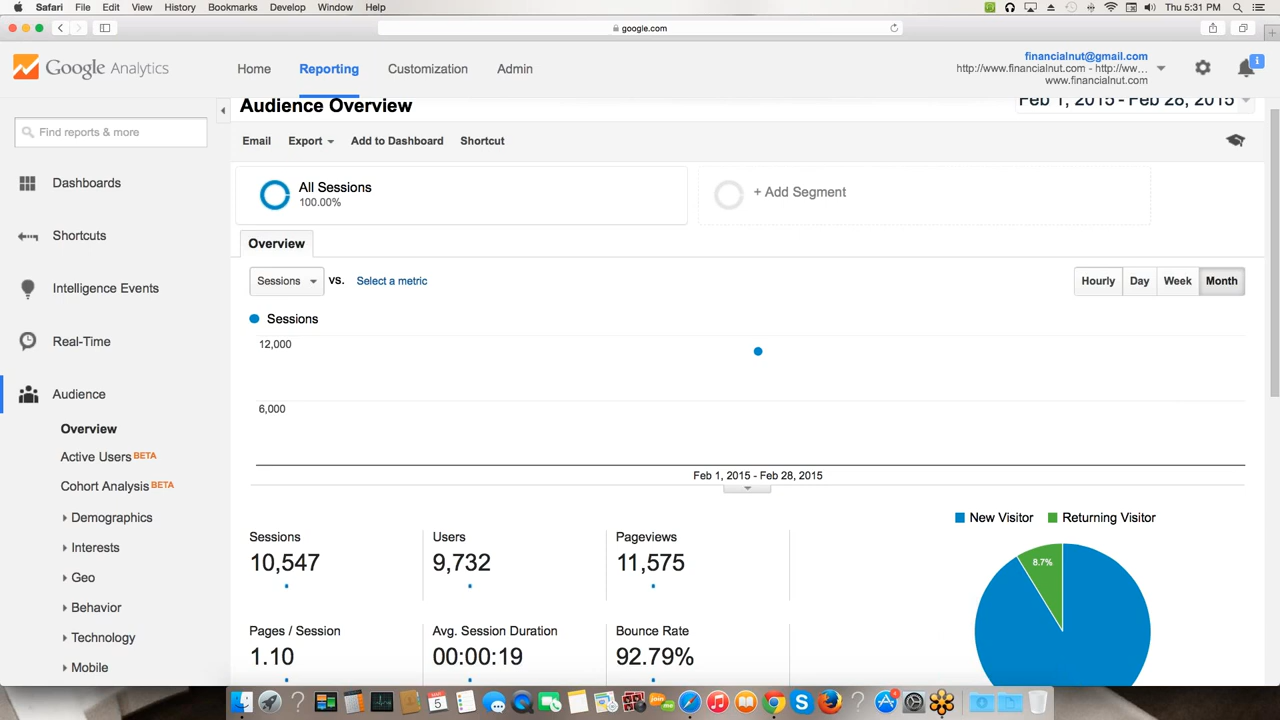 Safari File Edit View History Bookmarks Develop Window Help Thu 5:31 PM
google.com
Google Analytics Home Reporting Customization Admin
financialnut@gmail.com
http://www.financialnut.com - http://ww...
www.financialnut.com
i
Audience Overview
Feb 1, 2015 - Feb 28, 2015
Find reports & more
Email Export Add to Dashboard Shortcut
Dashboards
Shortcuts
Intelligence Events
Real-Time
Audience
Overview
Active Users BETA
Cohort Analysis BETA
Demographics
Interests
Geo
Behavior
Technology
Mobile
All Sessions
100.00%
+ Add Segment
Overview
Sessions vs. Select a metric
Hourly Day Week Month
Sessions
12,000
6,000
Feb 1, 2015 - Feb 28, 2015
New Visitor Returning Visitor
8.7%
Sessions Users Pageviews
10,547 9,732 11,575
Pages / Session Avg. Session Duration Bounce Rate
1.10 00:00:19 92.79%
5